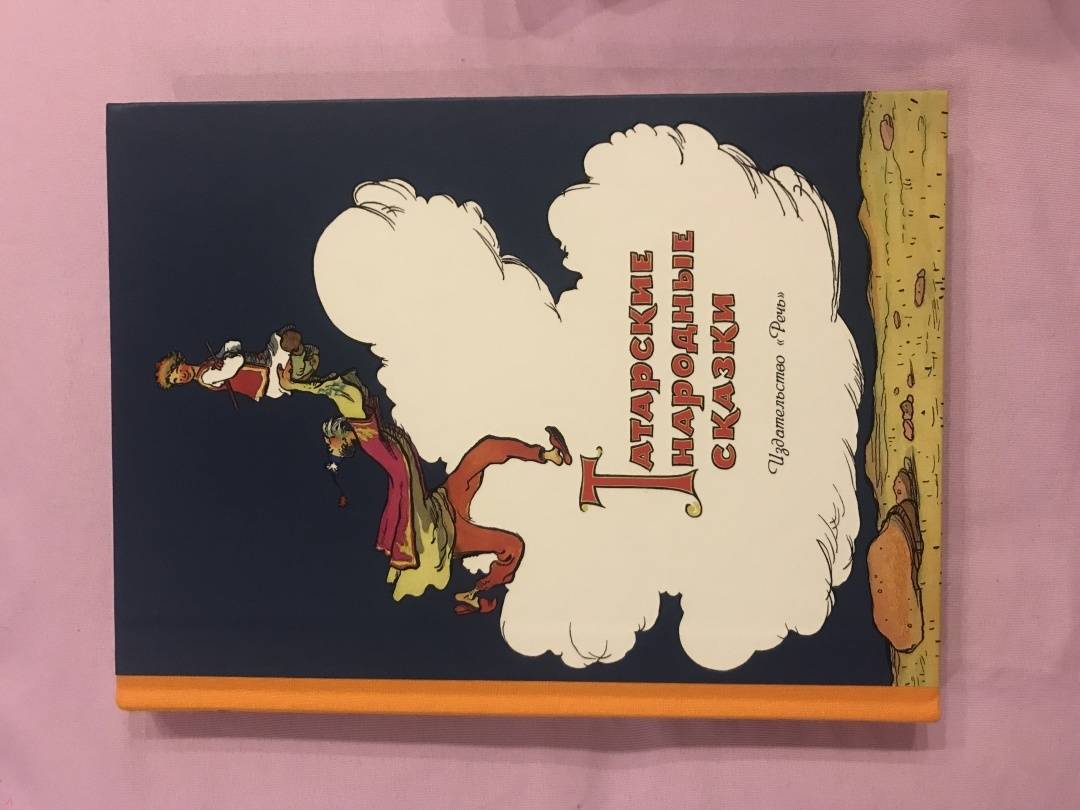 Татарские
народные
сказки
Издательство «Речь»